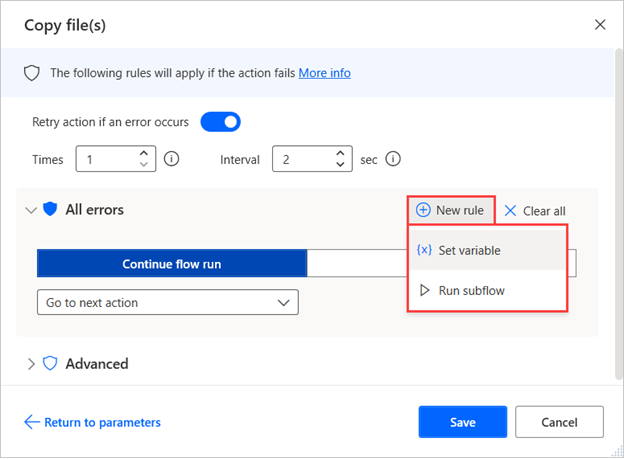 Copy file(s)
The following rules will apply if the action fails More info
Retry action if an error occurs
Times 1 Interval 2 sec
All errors New rule Clear all
{x} Set variable
Continue flow run
Run subflow
Go to next action
Advanced
Return to parameters Save Cancel